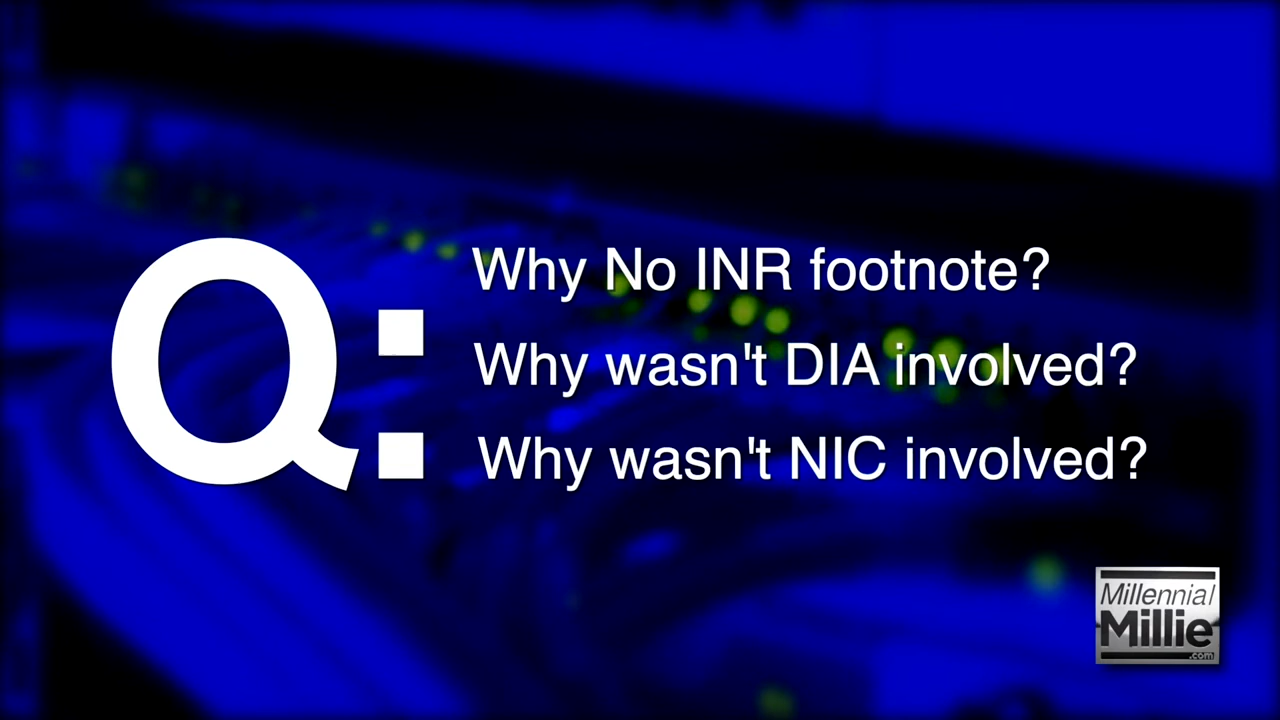 Q:
Why No INR footnote?
Why wasn't DIA involved?
Why wasn't NIC involved?
Millennial
Millie
.com